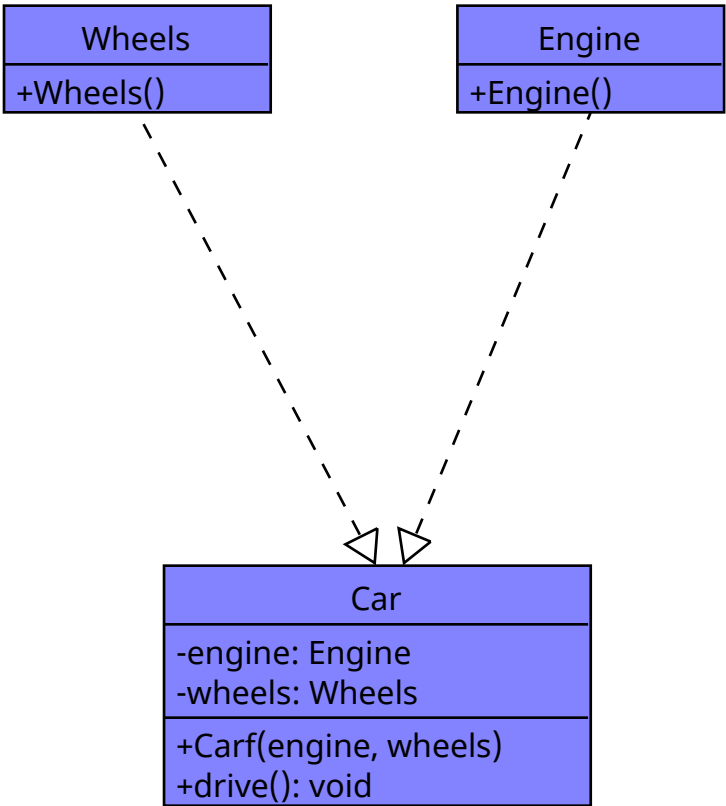 Wheels
+Wheels()
Engine
+Engine()
Car
-engine: Engine
-wheels: Wheels
+Carf(engine, wheels)
+drive(): void